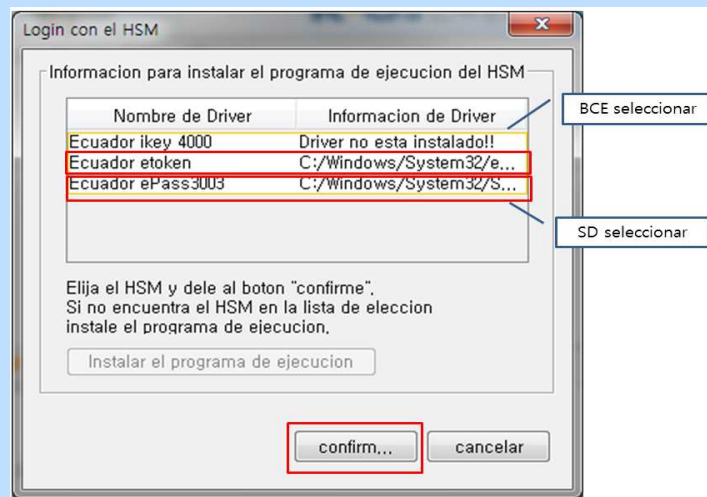 Login con el HSM
Informacion para instalar el programa de ejecucion del HSM
Nombre de Driver Informacion de Driver
BCE seleccionar
Ecuador ikey 4000 Driver no esta instalado!!
Ecuador etoken C:/Windows/System32/e...
Ecuador ePass3003 C:/Windows/System32/S...
SD seleccionar
Elija el HSM y dele al boton "confirme",
Si no encuentra el HSM en la lista de eleccion
instale el programa de ejecucion,
Instalar el programa de ejecucion
confirm,,, cancelar